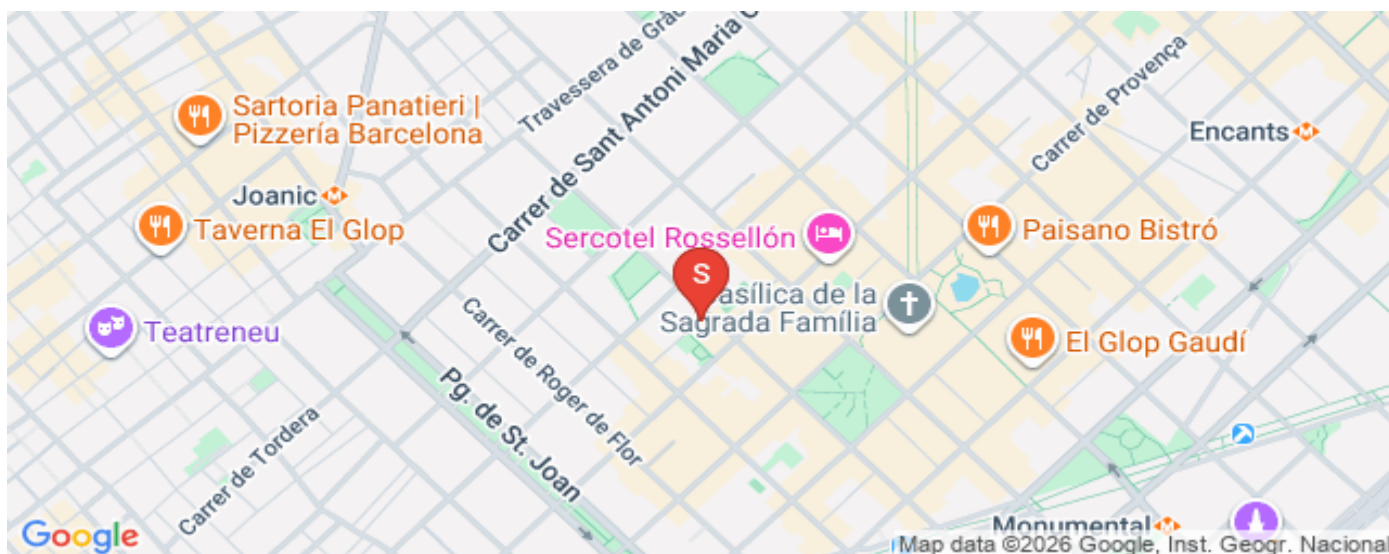 Travessera de Gràc
Carrer de Sant Antoni Maria C
Carrer de Provença
Sartoria Panatieri |
Pizzería Barcelona
Encants
Joanic
Taverna El Glop
Sercotel Rossellón
Paisano Bistró
S
asílica de la
Sagrada Família
Teatreneu
Carrer de Roger de Flor
El Glop Gaudí
Pg. de St. Joan
Carrer de Tordera
Monumental
Google
Map data ©2026 Google, Inst. Geogr. Nacional